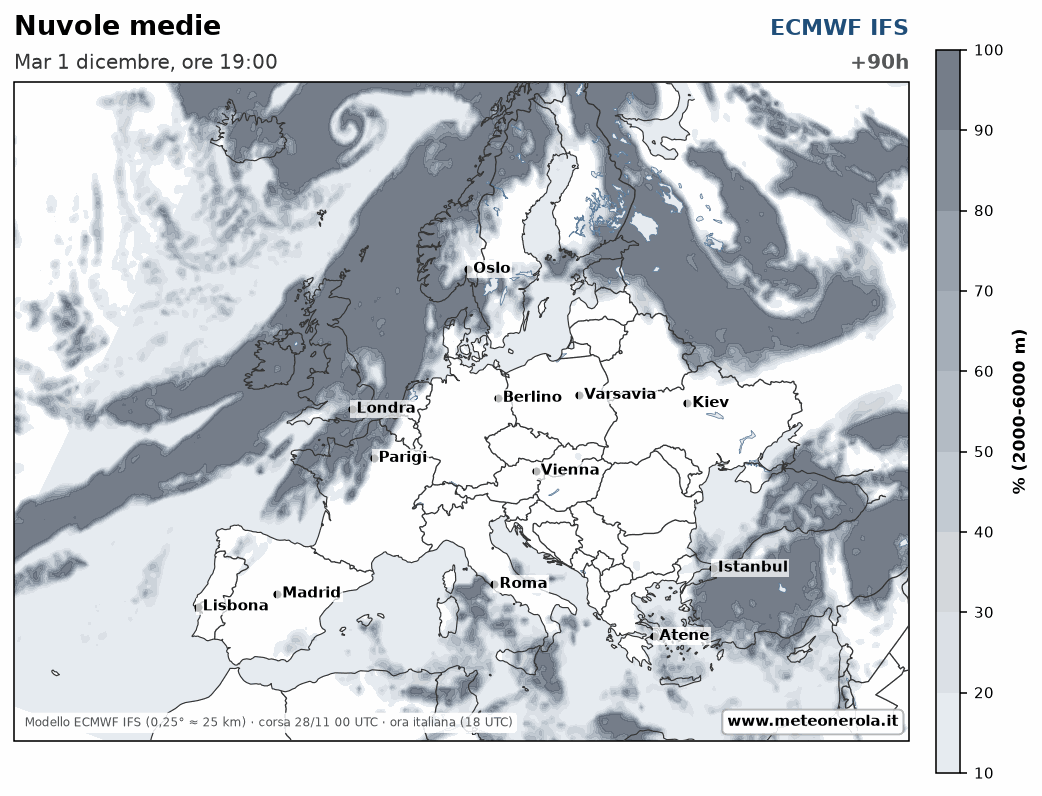 Nuvole medie
ECMWF IFS
Mar 1 dicembre, ore 19:00
+90h
100
90
80
70
60
50
40
30
20
10
% (2000-6000 m)
Oslo
Londra
Berlino
Varsavia
Kiev
Parigi
Vienna
Istanbul
Roma
Madrid
Lisbona
Atene
Modello ECMWF IFS (0,25° ≈ 25 km) · corsa 28/11 00 UTC · ora italiana (18 UTC)
www.meteonerola.it